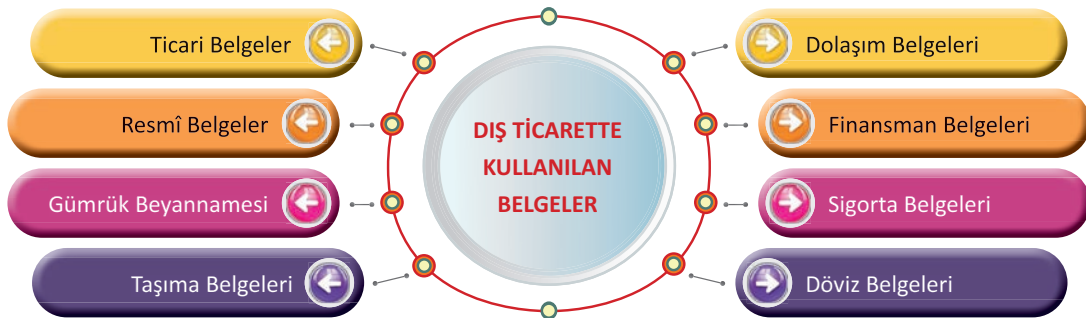 Ticari Belgeler
Resmî Belgeler
Gümrük Beyannamesi
Taşıma Belgeleri
DIŞ TİCARETTE
KULLANILAN
BELGELER
Dolaşım Belgeleri
Finansman Belgeleri
Sigorta Belgeleri
Döviz Belgeleri